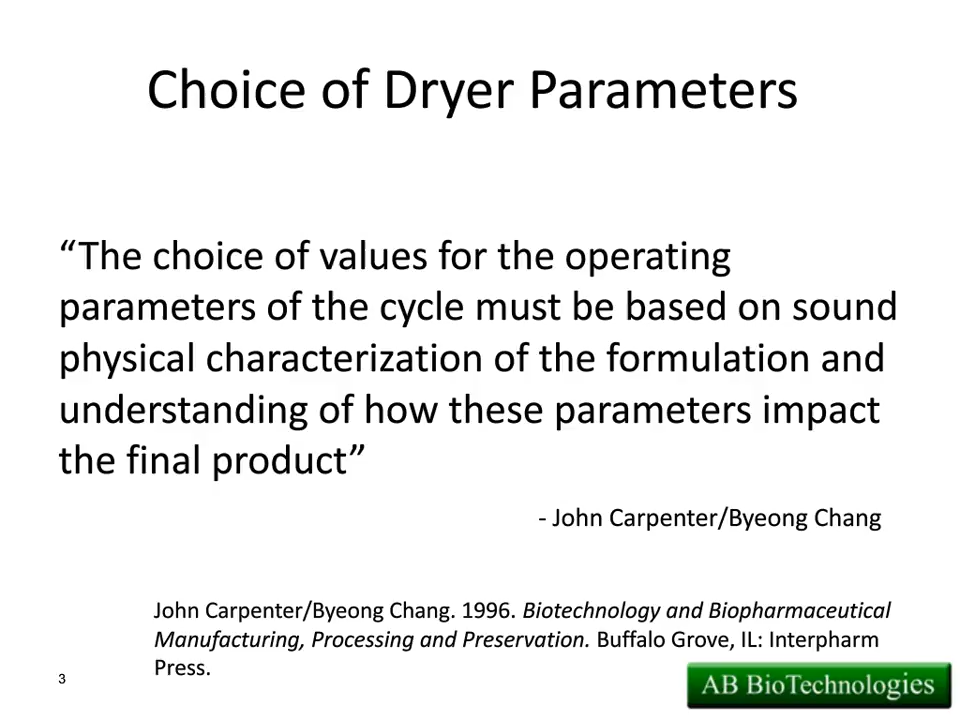 Choice of Dryer Parameters
“The choice of values for the operating
parameters of the cycle must be based on sound
physical characterization of the formulation and
understanding of how these parameters impact
the final product”
- John Carpenter/Byeong Chang
John Carpenter/Byeong Chang. 1996. Biotechnology and Biopharmaceutical
Manufacturing, Processing and Preservation. Buffalo Grove, IL: Interpharm
Press.
3
AB BioTechnologies